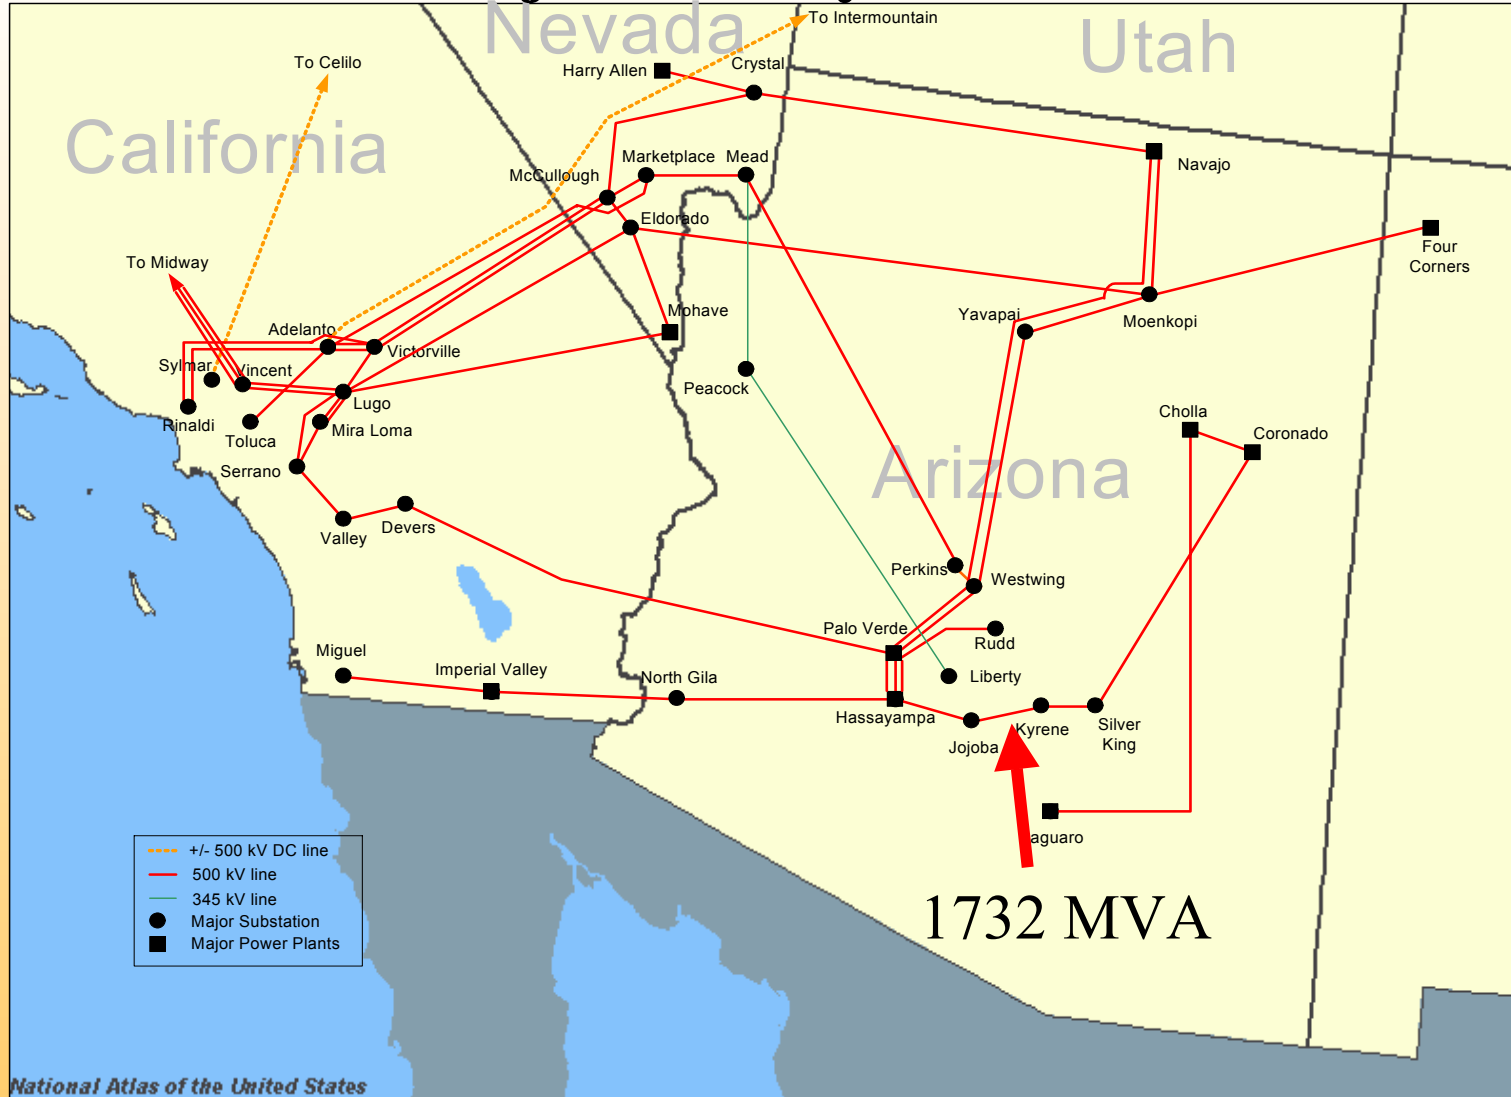 Nevada
Utah
California
Arizona
To Intermountain
To Celilo
Harry Allen
Crystal
Marketplace
Mead
McCullough
Navajo
Eldorado
Four
Corners
To Midway
Mohave
Moenkopi
Yavapai
Adelanto
Victorville
Sylmar
Vincent
Peacock
Lugo
Rinaldi
Toluca
Mira Loma
Cholla
Coronado
Serrano
Valley
Devers
Perkins
Westwing
Palo Verde
Rudd
Miguel
Imperial Valley
North Gila
Liberty
Hassayampa
Jojoba
Kyrene
Silver
King
aguaro
1732 MVA
+/- 500 kV DC line
500 kV line
345 kV line
Major Substation
Major Power Plants
National Atlas of the United States